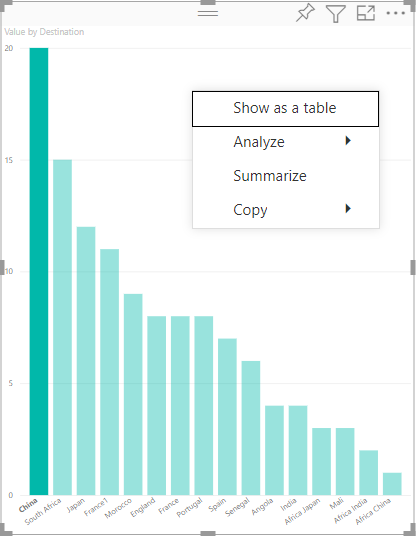 Value by Destination
20
15
10
5
0
Show as a table
Analyze
Summarize
Copy
China
South Africa
Japan
France1
Morocco
England
France
Portugal
Spain
Senegal
Angola
India
Africa Japan
Mali
Africa India
Africa China